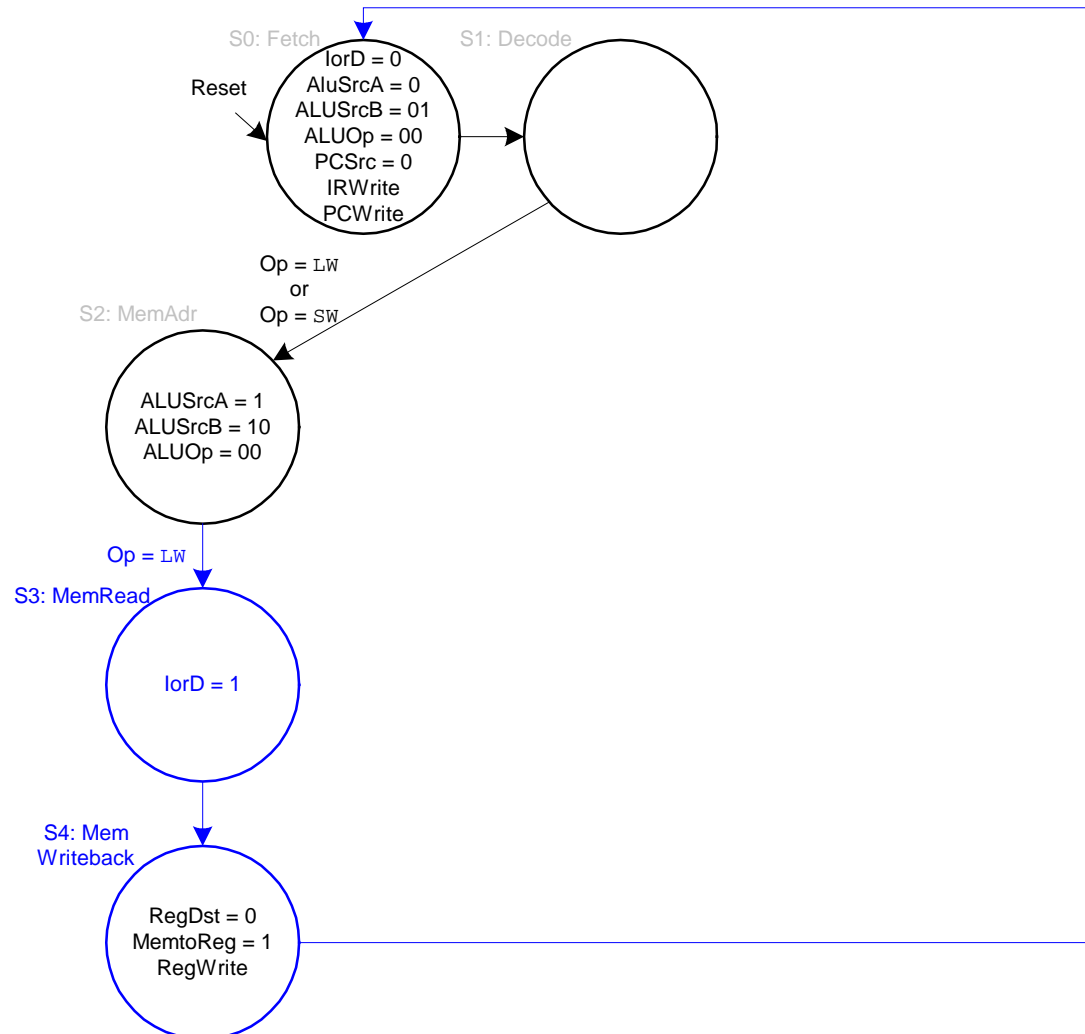 S0: Fetch
S1: Decode
IorD = 0
AluSrcA = 0
ALUSrcB = 01
ALUOp = 00
PCSrc = 0
IRWrite
PCWrite
Reset
Op = LW
or
Op = SW
S2: MemAdr
ALUSrcA = 1
ALUSrcB = 10
ALUOp = 00
Op = LW
S3: MemRead
IorD = 1
S4: Mem
Writeback
RegDst = 0
MemtoReg = 1
RegWrite